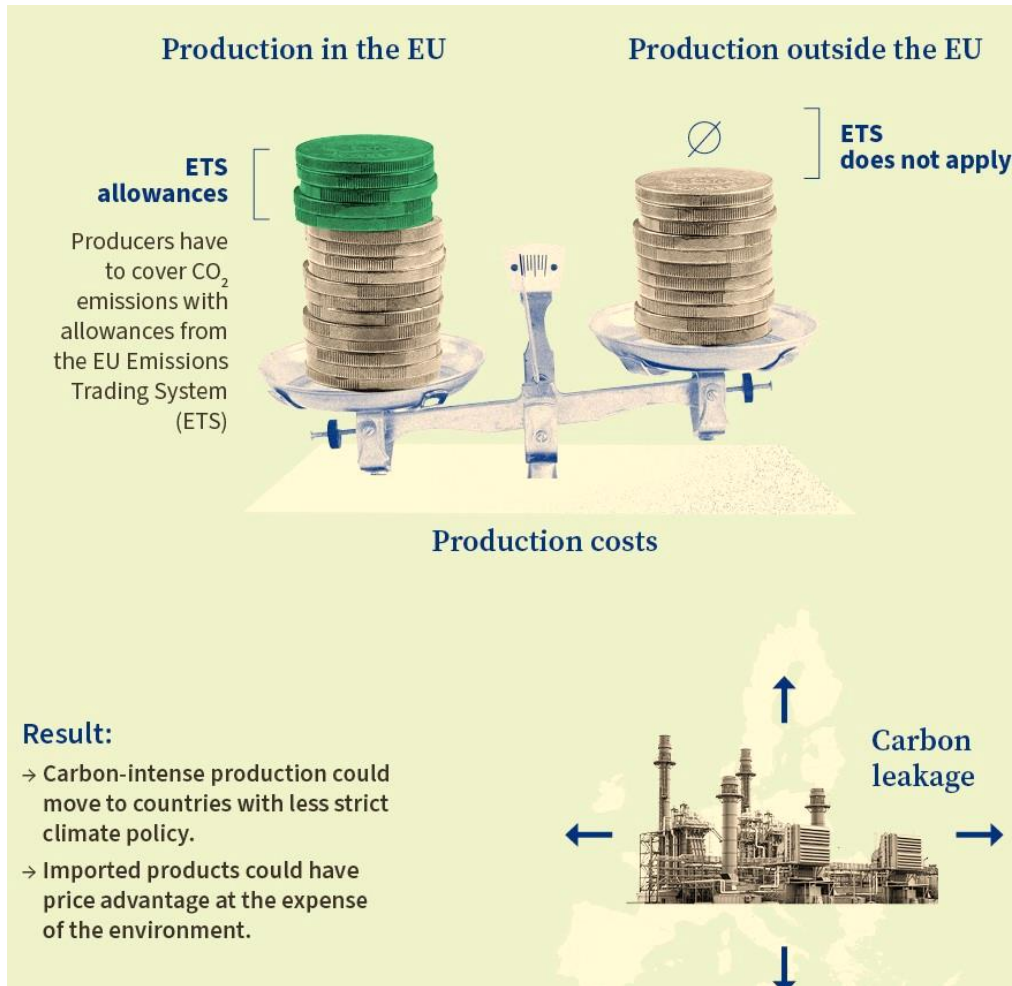 Production in the EU
Production outside the EU
ETS
allowances
Producers have
to cover CO₂
emissions with
allowances from
the EU Emissions
Trading System
(ETS)
∅
ETS
does not apply
Production costs
Result:
→ Carbon-intense production could
move to countries with less strict
climate policy.
→ Imported products could have
price advantage at the expense
of the environment.
Carbon
leakage